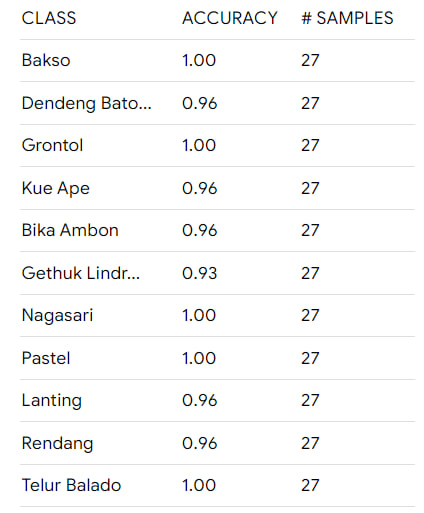 CLASS ACCURACY # SAMPLES
Bakso 1.00 27
Dendeng Bato... 0.96 27
Grontol 1.00 27
Kue Ape 0.96 27
Bika Ambon 0.96 27
Gethuk Lindr... 0.93 27
Nagasari 1.00 27
Pastel 1.00 27
Lanting 0.96 27
Rendang 0.96 27
Telur Balado 1.00 27